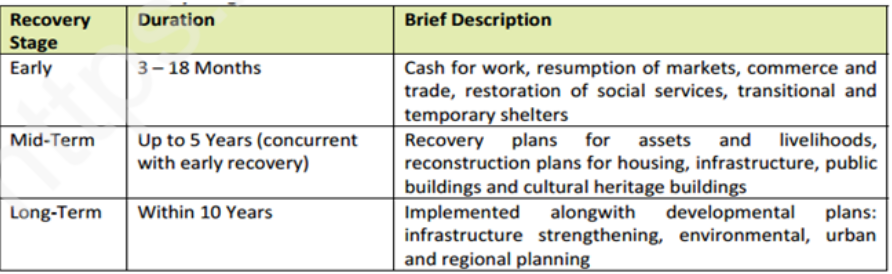 Recovery Stage
Duration
Brief Description
Early
3 – 18 Months
Cash for work, resumption of markets, commerce and
trade, restoration of social services, transitional and
temporary shelters
Mid-Term
Up to 5 Years (concurrent
with early recovery)
Recovery plans for assets and livelihoods,
reconstruction plans for housing, infrastructure, public
buildings and cultural heritage buildings
Long-Term
Within 10 Years
Implemented alongwith developmental plans:
infrastructure strengthening, environmental, urban
and regional planning
https